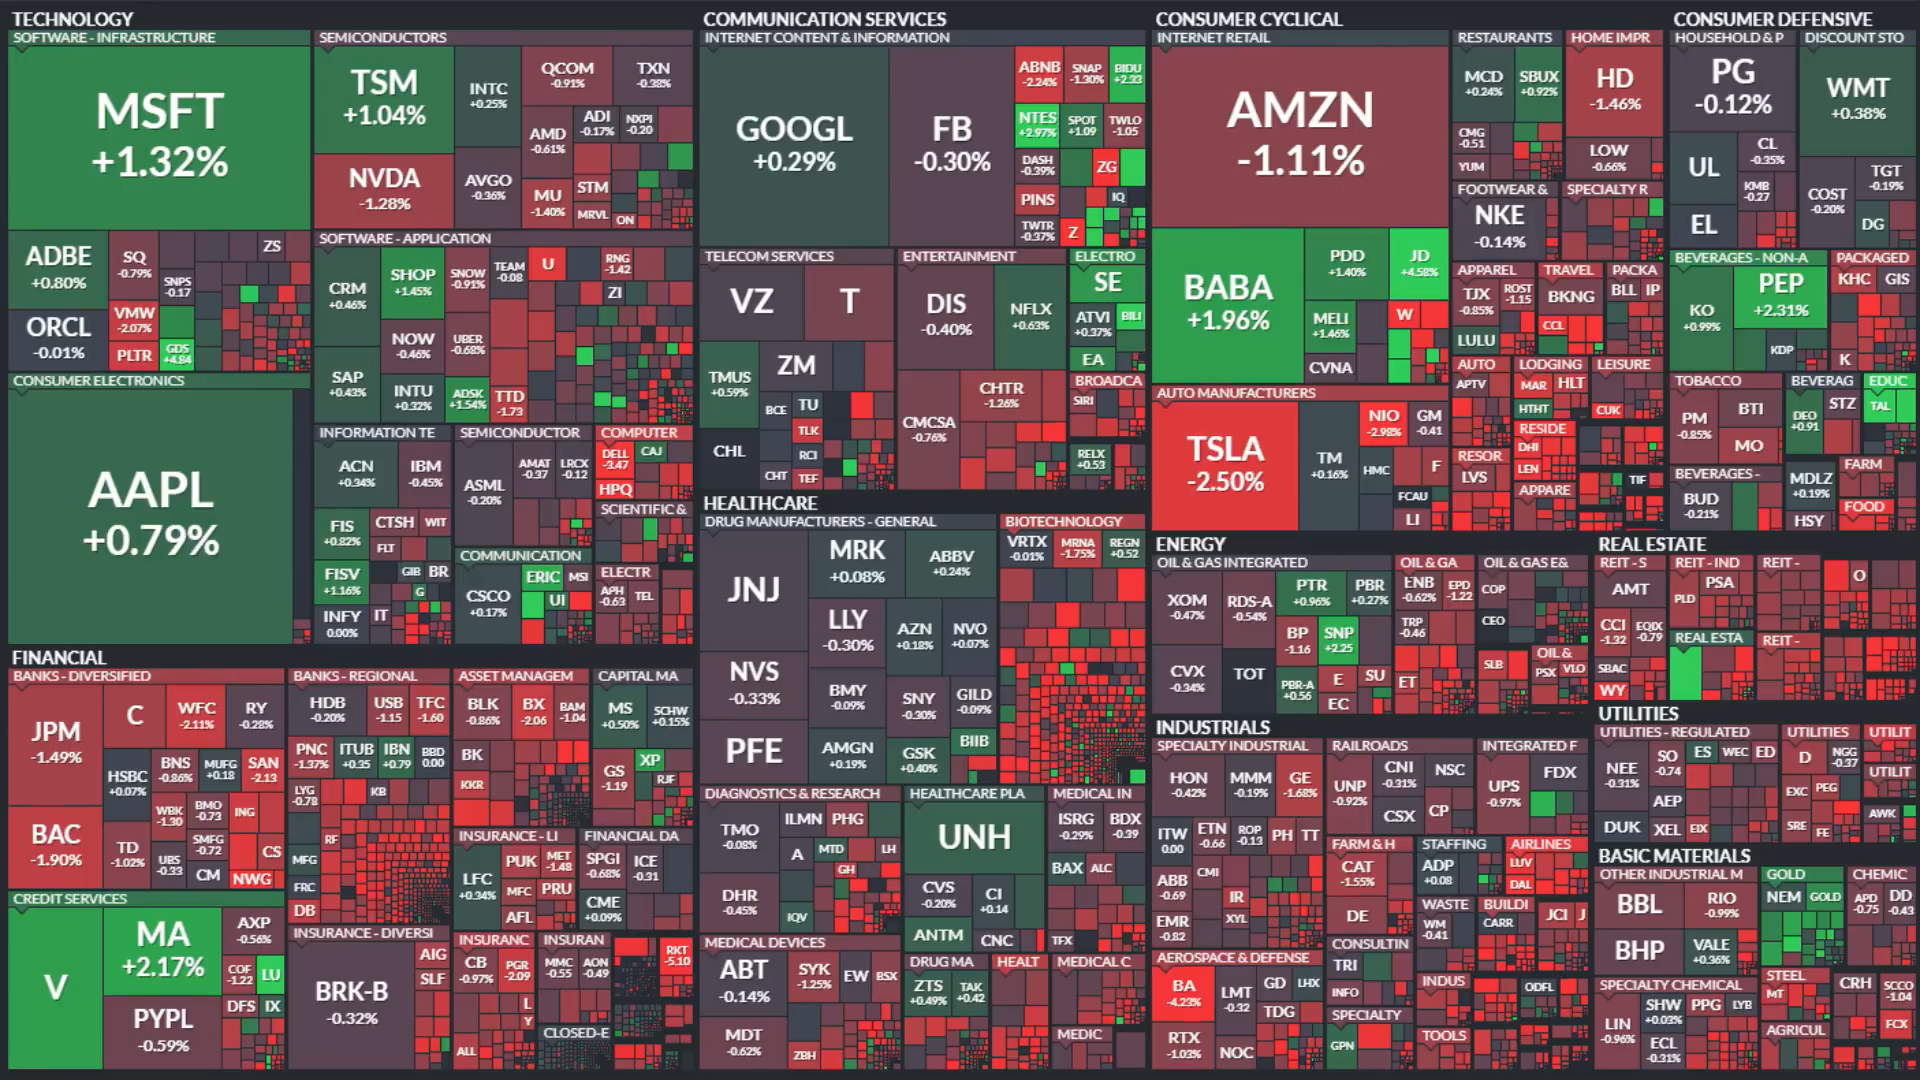 TECHNOLOGY
SOFTWARE - INFRASTRUCTURE
MSFT
+1.32%
ADBE
+0.80%
ORCL
-0.01%
SQ
-0.79%
SNPS
-0.17
ZS
VMW
-2.07%
PLTR
GDS
+4.84
CONSUMER ELECTRONICS
AAPL
+0.79%
SEMICONDUCTORS
TSM
+1.04%
NVDA
-1.28%
INTC
+0.25%
AVGO
-0.36%
QCOM
-0.91%
TXN
-0.38%
AMD
-0.61%
ADI
-0.17%
NXPI
-0.20
MU
-1.40%
STM
MRVL
ON
SOFTWARE - APPLICATION
CRM
+0.46%
SAP
+0.43%
SHOP
+1.45%
NOW
-0.46%
INTU
+0.32%
SNOW
-0.91%
UBER
-0.68%
ADSK
+1.54%
TEAM
-0.08
U
RNG
-1.42
ZI
TTD
-1.73
INFORMATION TE
ACN
+0.34%
IBM
-0.45%
FIS
+0.82%
CTSH
WIT
FLT
FISV
+1.16%
GIB
BR
G
INFY
0.00%
IT
SEMICONDUCTOR
ASML
-0.20%
AMAT
-0.37
LRCX
-0.12
COMMUNICATION
CSCO
+0.17%
ERIC
MSI
UI
COMPUTER
DELL
-3.47
CAJ
HPQ
SCIENTIFIC &
ELECTR
APH
-0.63
TEL
FINANCIAL
BANKS - DIVERSIFIED
JPM
-1.49%
BAC
-1.90%
C
WFC
-2.11%
RY
-0.28%
HSBC
+0.07%
BNS
-0.86%
MUFG
+0.18
SAN
-2.13
WBK
-1.30
BMO
-0.73
ING
TD
-1.02%
UBS
-0.33
SMFG
-0.72
CM
CS
NWG
CREDIT SERVICES
V
MA
+2.17%
PYPL
-0.59%
AXP
-0.56%
COF
-1.22
LU
DFS
IX
BANKS - REGIONAL
HDB
-0.20%
USB
-1.15
TFC
-1.60
PNC
-1.37%
ITUB
+0.35
IBN
+0.79
BBD
0.00
LYG
-0.78
KB
RF
MFG
FRC
DB
INSURANCE - DIVERSI
BRK-B
-0.32%
AIG
SLF
ASSET MANAGEM
BLK
-0.86%
BX
-2.06
BAM
-1.04
BK
KKR
CAPITAL MA
MS
+0.50%
SCHW
+0.15%
GS
-1.19
XP
RJF
INSURANCE - LI
LFC
+0.34%
PUK
MET
-1.48
MFC
PRU
AFL
FINANCIAL DA
SPGI
-0.68%
ICE
-0.31
CME
+0.09%
INSURANC
CB
-0.97%
PGR
-2.09
L
Y
ALL
INSURAN
MMC
-0.55
AON
-0.49
CLOSED-E
RKT
-5.10
COMMUNICATION SERVICES
INTERNET CONTENT & INFORMATION
GOOGL
+0.29%
FB
-0.30%
ABNB
-2.24%
SNAP
-1.30%
BIDU
+2.33
NTES
+2.97%
SPOT
+1.09
TWLO
-1.05
DASH
-0.39%
ZG
PINS
IQ
TWTR
-0.37%
Z
TELECOM SERVICES
VZ
T
TMUS
+0.59%
ZM
BCE
TU
TLK
CHL
RCI
CHT
TEF
ENTERTAINMENT
DIS
-0.40%
NFLX
+0.63%
CMCSA
-0.76%
CHTR
-1.26%
ELECTRO
SE
ATVI
+0.37%
BILI
EA
BROADCA
SIRI
RELX
+0.53
HEALTHCARE
DRUG MANUFACTURERS - GENERAL
JNJ
NVS
-0.33%
PFE
MRK
+0.08%
ABBV
+0.24%
LLY
-0.30%
AZN
+0.18%
NVO
+0.07%
BMY
-0.09%
SNY
-0.30%
GILD
-0.09%
AMGN
+0.19%
GSK
+0.40%
BIIB
BIOTECHNOLOGY
VRTX
-0.01%
MRNA
-1.75%
REGN
+0.52
DIAGNOSTICS & RESEARCH
TMO
-0.08%
ILMN
PHG
A
MTD
LH
GH
DHR
-0.45%
IQV
HEALTHCARE PLA
UNH
CVS
-0.20%
CI
+0.14
ANTM
CNC
MEDICAL IN
ISRG
-0.29%
BDX
-0.39
BAX
ALC
TFX
MEDICAL DEVICES
ABT
-0.14%
SYK
-1.25%
EW
BSX
MDT
-0.62%
ZBH
DRUG MA
ZTS
+0.49%
TAK
+0.42
HEALT
MEDICAL C
MEDIC
CONSUMER CYCLICAL
INTERNET RETAIL
AMZN
-1.11%
BABA
+1.96%
PDD
+1.40%
JD
+4.58%
MELI
+1.46%
W
CVNA
AUTO MANUFACTURERS
TSLA
-2.50%
TM
+0.16%
NIO
-2.98%
GM
-0.41
HMC
F
FCAU
LI
RESTAURANTS
MCD
+0.24%
SBUX
+0.92%
CMG
-0.51
YUM
HOME IMPR
HD
-1.46%
LOW
-0.66%
FOOTWEAR &
NKE
-0.14%
SPECIALTY R
APPAREL
TJX
-0.85%
ROST
-1.15
LULU
TRAVEL
BKNG
CCL
PACKA
BLL
IP
AUTO
APTV
LODGING
MAR
HLT
HTHT
LEISURE
CUK
RESIDE
DHI
LEN
RESOR
LVS
APPARE
TIF
CONSUMER DEFENSIVE
HOUSEHOLD & P
PG
-0.12%
UL
CL
-0.35%
KMB
-0.27
EL
DISCOUNT STO
WMT
+0.38%
COST
-0.20%
TGT
-0.19%
DG
BEVERAGES - NON-A
KO
+0.99%
PEP
+2.31%
KDP
PACKAGED
KHC
GIS
K
TOBACCO
PM
-0.85%
BTI
MO
BEVERAG
DEO
+0.91
STZ
EDUC
TAL
BEVERAGES -
BUD
-0.21%
MDLZ
+0.19%
HSY
FARM
FOOD
ENERGY
OIL & GAS INTEGRATED
XOM
-0.47%
RDS-A
-0.54%
PTR
+0.96%
PBR
+0.27%
BP
-1.16
SNP
+2.25
CVX
-0.34%
TOT
PBR-A
+0.56
E
SU
EC
OIL & GA
ENB
-0.62%
EPD
-1.22
TRP
-0.46
ET
OIL & GAS E&
COP
CEO
SLB
OIL &
PSX
VLO
REAL ESTATE
REIT - S
AMT
CCI
-1.32
EQIX
-0.79
SBAC
WY
REIT - IND
PSA
PLD
REIT -
O
REAL ESTA
REIT -
INDUSTRIALS
SPECIALTY INDUSTRIAL
HON
-0.42%
MMM
-0.19%
GE
-1.68%
ITW
0.00
ETN
-0.66
ROP
-0.13
PH
TT
ABB
-0.69
CMI
IR
EMR
-0.82
XYL
RAILROADS
UNP
-0.92%
CNI
-0.31%
NSC
CSX
CP
INTEGRATED F
UPS
-0.97%
FDX
FARM & H
CAT
-1.55%
DE
STAFFING
ADP
+0.08
AIRLINES
LUV
DAL
WASTE
WM
-0.41
BUILDI
CARR
JCI
J
AEROSPACE & DEFENSE
BA
-4.23%
LMT
-0.32
GD
LHX
TDG
RTX
-1.03%
NOC
CONSULTIN
TRI
INFO
SPECIALTY
GPN
INDUS
ODFL
TOOLS
UTILITIES
UTILITIES - REGULATED
NEE
-0.31%
SO
-0.74
ES
WEC
ED
AEP
DUK
XEL
EIX
UTILITIES
D
NGG
-0.37
EXC
PEG
SRE
FE
UTILIT
UTILIT
AWK
BASIC MATERIALS
OTHER INDUSTRIAL M
BBL
RIO
-0.99%
BHP
VALE
+0.36%
GOLD
NEM
GOLD
CHEMIC
APD
-0.75
DD
-0.43
SPECIALTY CHEMICAL
LIN
-0.96%
SHW
+0.03%
PPG
LYB
ECL
-0.31%
STEEL
MT
CRH
SCCO
-1.04
FCX
AGRICUL